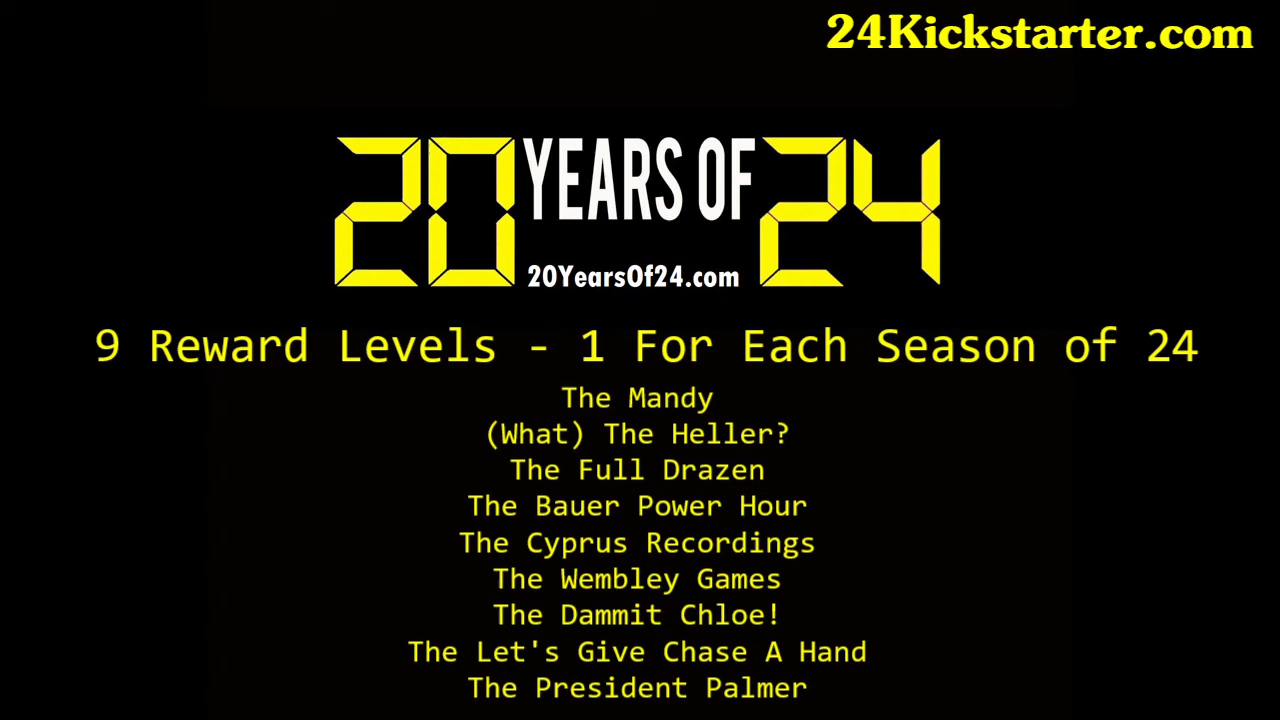 24Kickstarter.com
20 YEARS OF 24
20YearsOf24.com
9 Reward Levels - 1 For Each Season of 24
The Mandy
(What) The Heller?
The Full Drazen
The Bauer Power Hour
The Cyprus Recordings
The Wembley Games
The Dammit Chloe!
The Let's Give Chase A Hand
The President Palmer